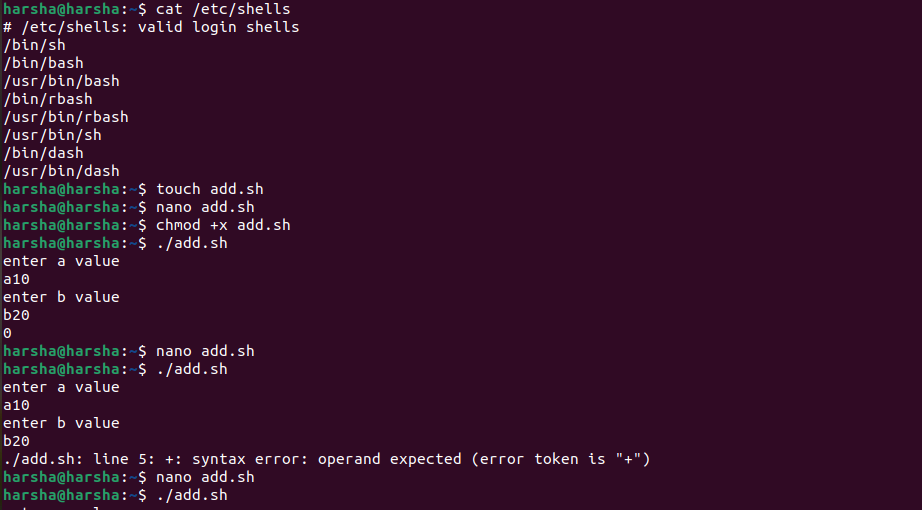 harsha@harsha:~$ cat /etc/shells
# /etc/shells: valid login shells
/bin/sh
/bin/bash
/usr/bin/bash
/bin/rbash
/usr/bin/rbash
/usr/bin/sh
/bin/dash
/usr/bin/dash
harsha@harsha:~$ touch add.sh
harsha@harsha:~$ nano add.sh
harsha@harsha:~$ chmod +x add.sh
harsha@harsha:~$ ./add.sh
enter a value
a10
enter b value
b20
0
harsha@harsha:~$ nano add.sh
harsha@harsha:~$ ./add.sh
enter a value
a10
enter b value
b20
./add.sh: line 5: +: syntax error: operand expected (error token is "+")
harsha@harsha:~$ nano add.sh
harsha@harsha:~$ ./add.sh